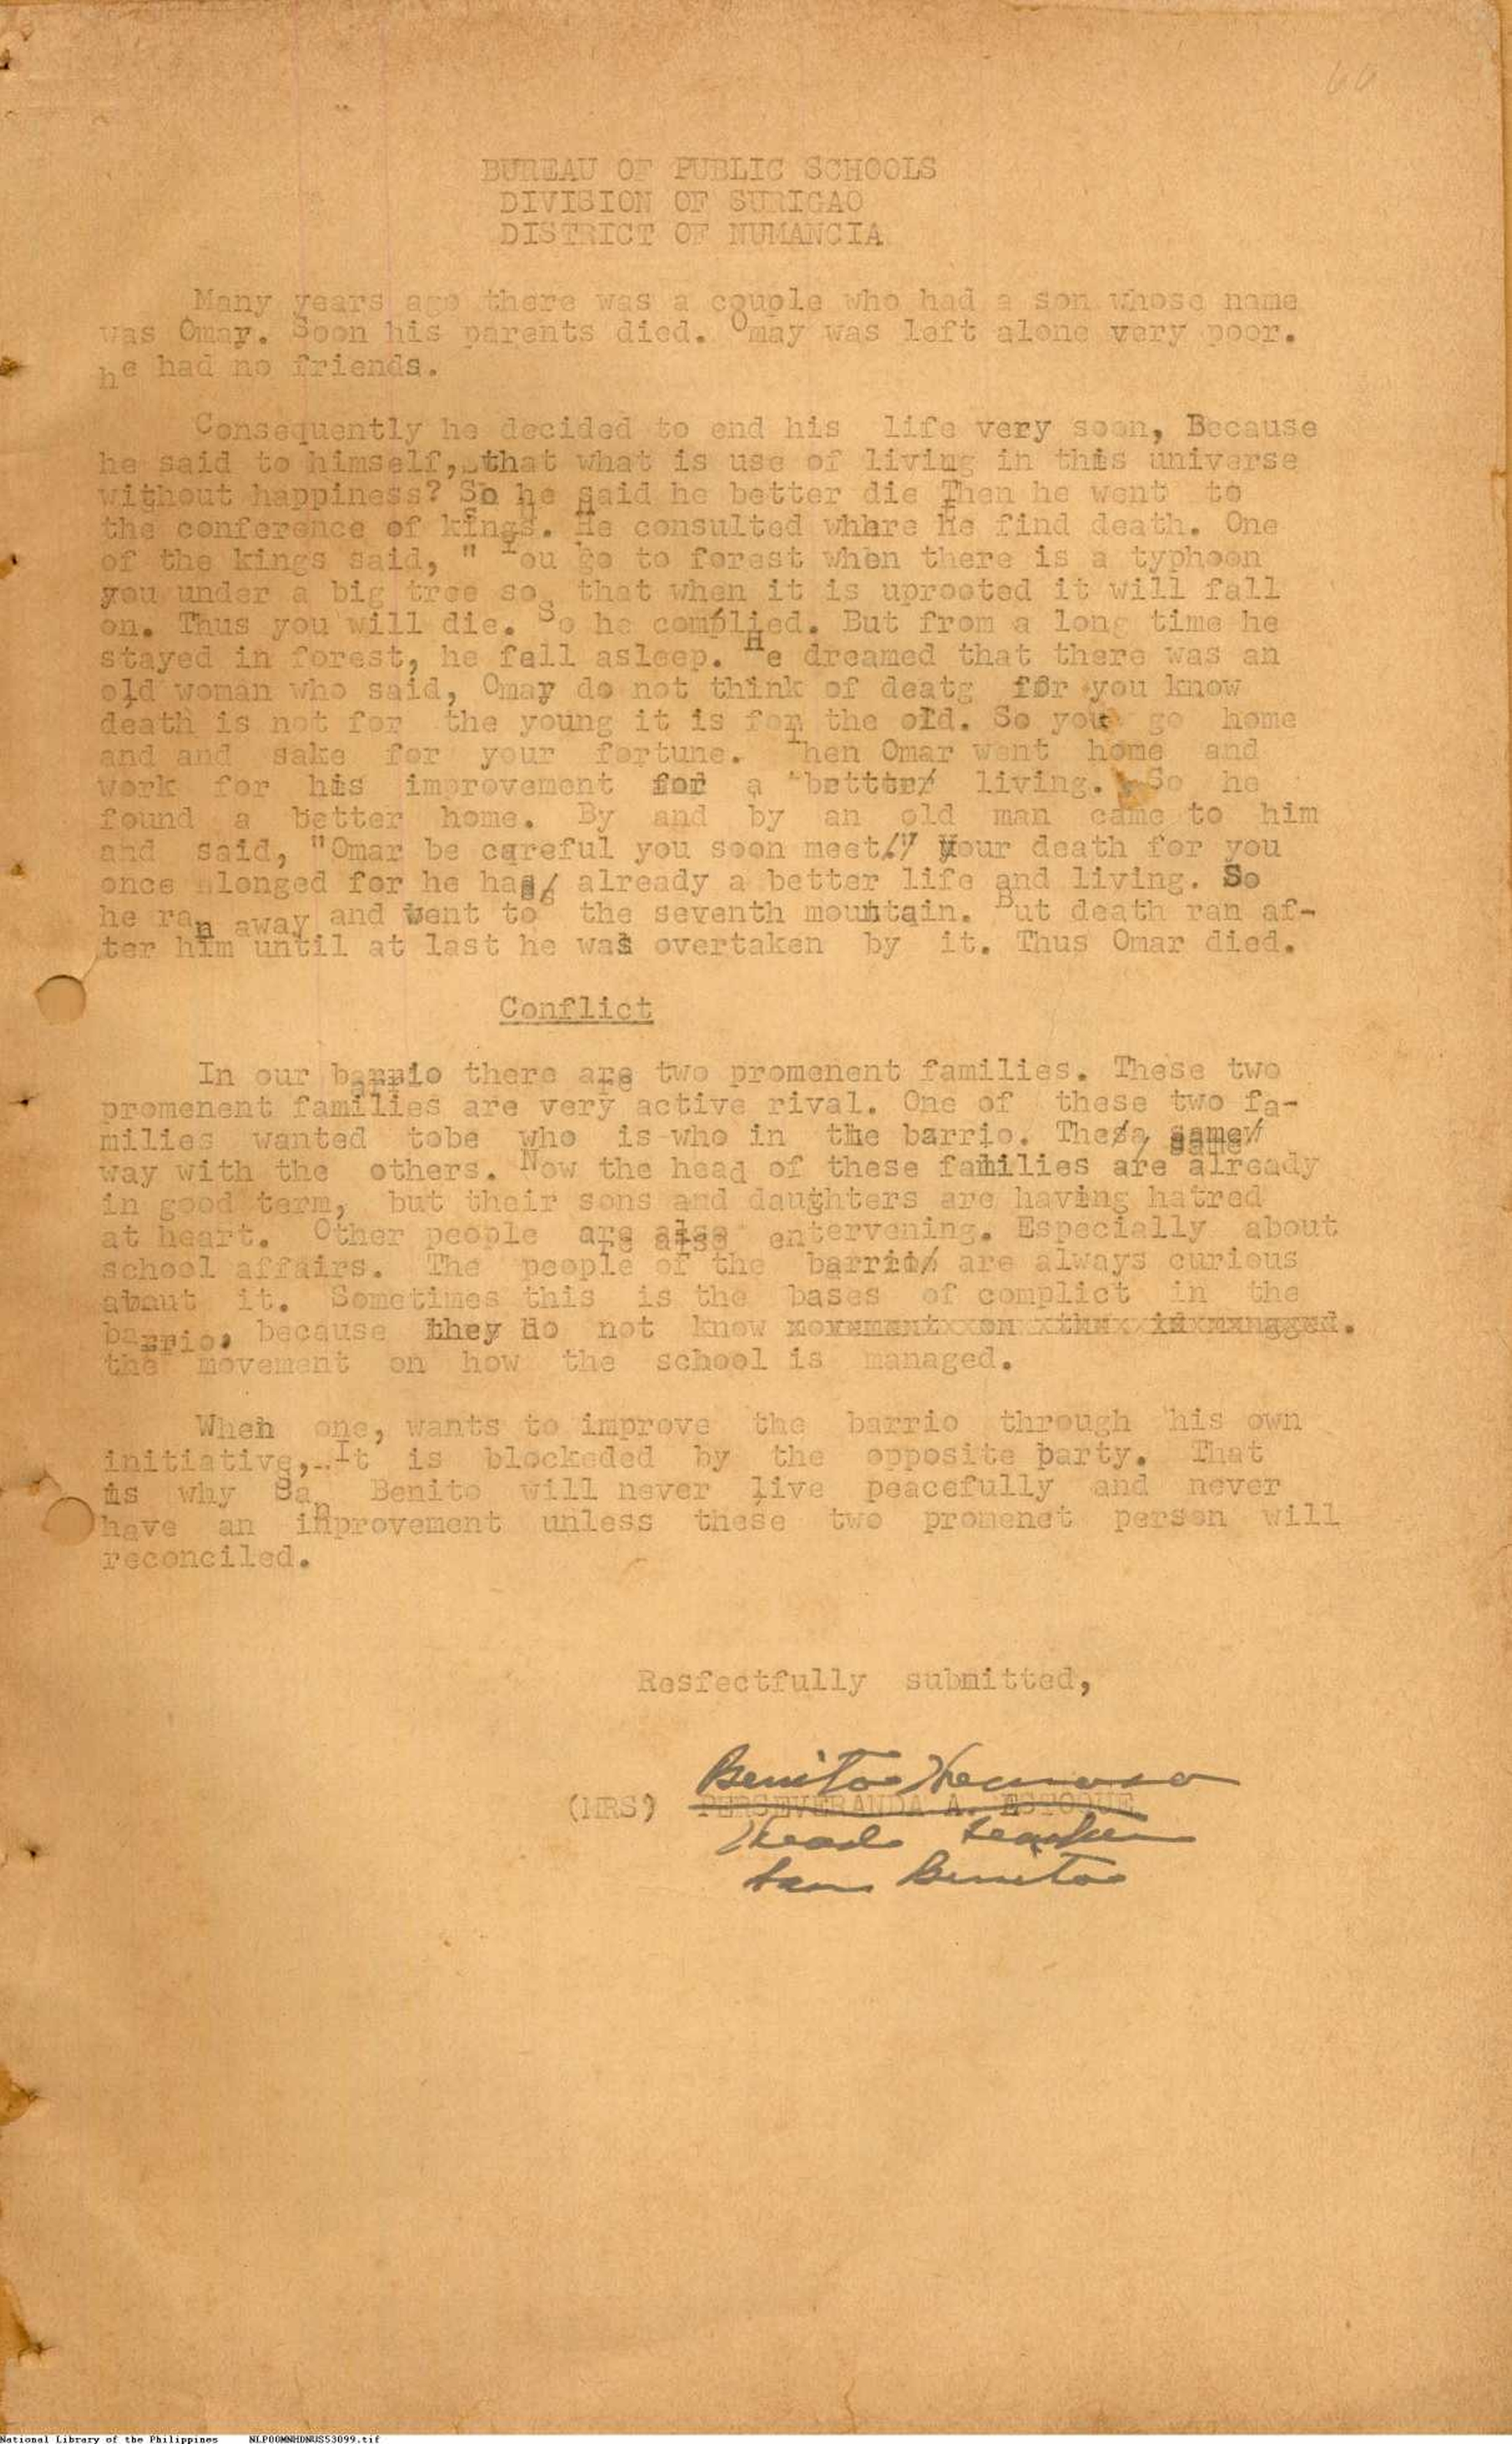 66
BUREAU OF PUBLIC SCHOOLS
DIVISION OF SURIGAO
DISTRICT OF NUMANCIA
Many years ago there was a couple who had a son whose name
was Omar. Soon his parents died. Omay was left alone very poor.
he had no friends.
Consequently he decided to end his life very soon, Because
he said to himself, that what is use of living in this universe
without happiness? So he said he better die Then he went to
the conference of kings. He consulted whhre He find death. One
of the kings said, " You go to forest when there is a typhoon
you under a big tree so that when it is uprooted it will fall
on. Thus you will die. So he complied. But from a long time he
stayed in forest, he fell asleep. He dreamed that there was an
old woman who said, Omar do not think of deatg for you know
death is not for the young it is for the old. So you go home
and and sake for your fortune. Then Omar went home and
work for his improvement for a better living. So he
found a better home. By and by an old man came to him
and said, "Omar be careful you soon meet your death for you
once longed for he has already a better life and living. So
he ran away and went to the seventh mountain. But death ran af-
ter him until at last he was overtaken by it. Thus Omar died.
Conflict
In our barrio there are two promenent families. These two
promenent families are very active rival. One of these two fa-
milies wanted tobe who is who in the barrio. The same
way with the others. Now the head of these families are already
in good term, but their sons and daughters are having hatred
at heart. Other people are also entervening. Especially about
school affairs. The people of the barrio are always curious
about it. Sometimes this is the bases of complict in the
barrio, because they do not know movement on the is managed.
the movement on how the school is managed.
When one, wants to improve the barrio through his own
initiative, It is blockeded by the opposite party. That
is why San Benito will never live peacefully and never
have an improvement unless these two promenet person will
reconciled.
Resfectfully submitted,
Benito Hermoso
(MRS) PERSEVERANDA A. ESTOQUE
Head Teacher
San Benito
National Library of the Philippines NLP00MNHDNUS53099.tif